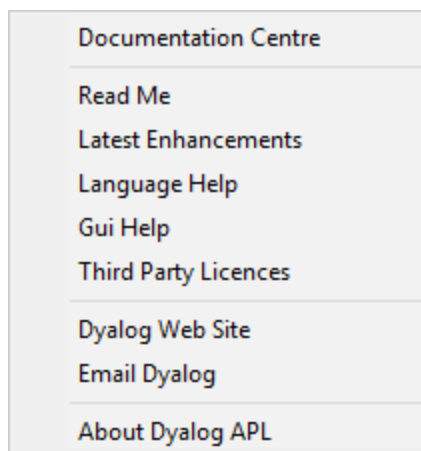 Documentation Centre
Read Me
Latest Enhancements
Language Help
Gui Help
Third Party Licences
Dyalog Web Site
Email Dyalog
About Dyalog APL